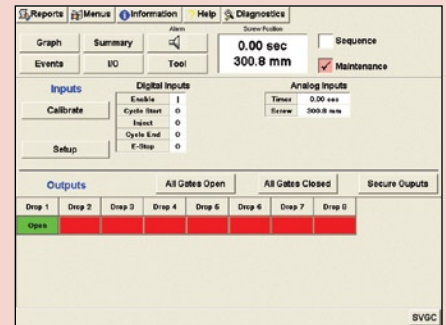 Reports Menus Information Help Diagnostics
Graph Summary Alarm Screw Position
0.00 sec
300.8 mm
Sequence
Events I/O Tool Maintenance
Inputs Digital Inputs Analog Inputs
Calibrate
Setup
Enable 1
Cycle Start 0
Inject 0
Cycle End 0
E-Stop 0
Timer 0.00 sec
Screw 300.8 mm
Outputs All Gates Open All Gates Closed Secure Ouputs
Drop 1 Drop 2 Drop 3 Drop 4 Drop 5 Drop 6 Drop 7 Drop 8
Open
SVGC